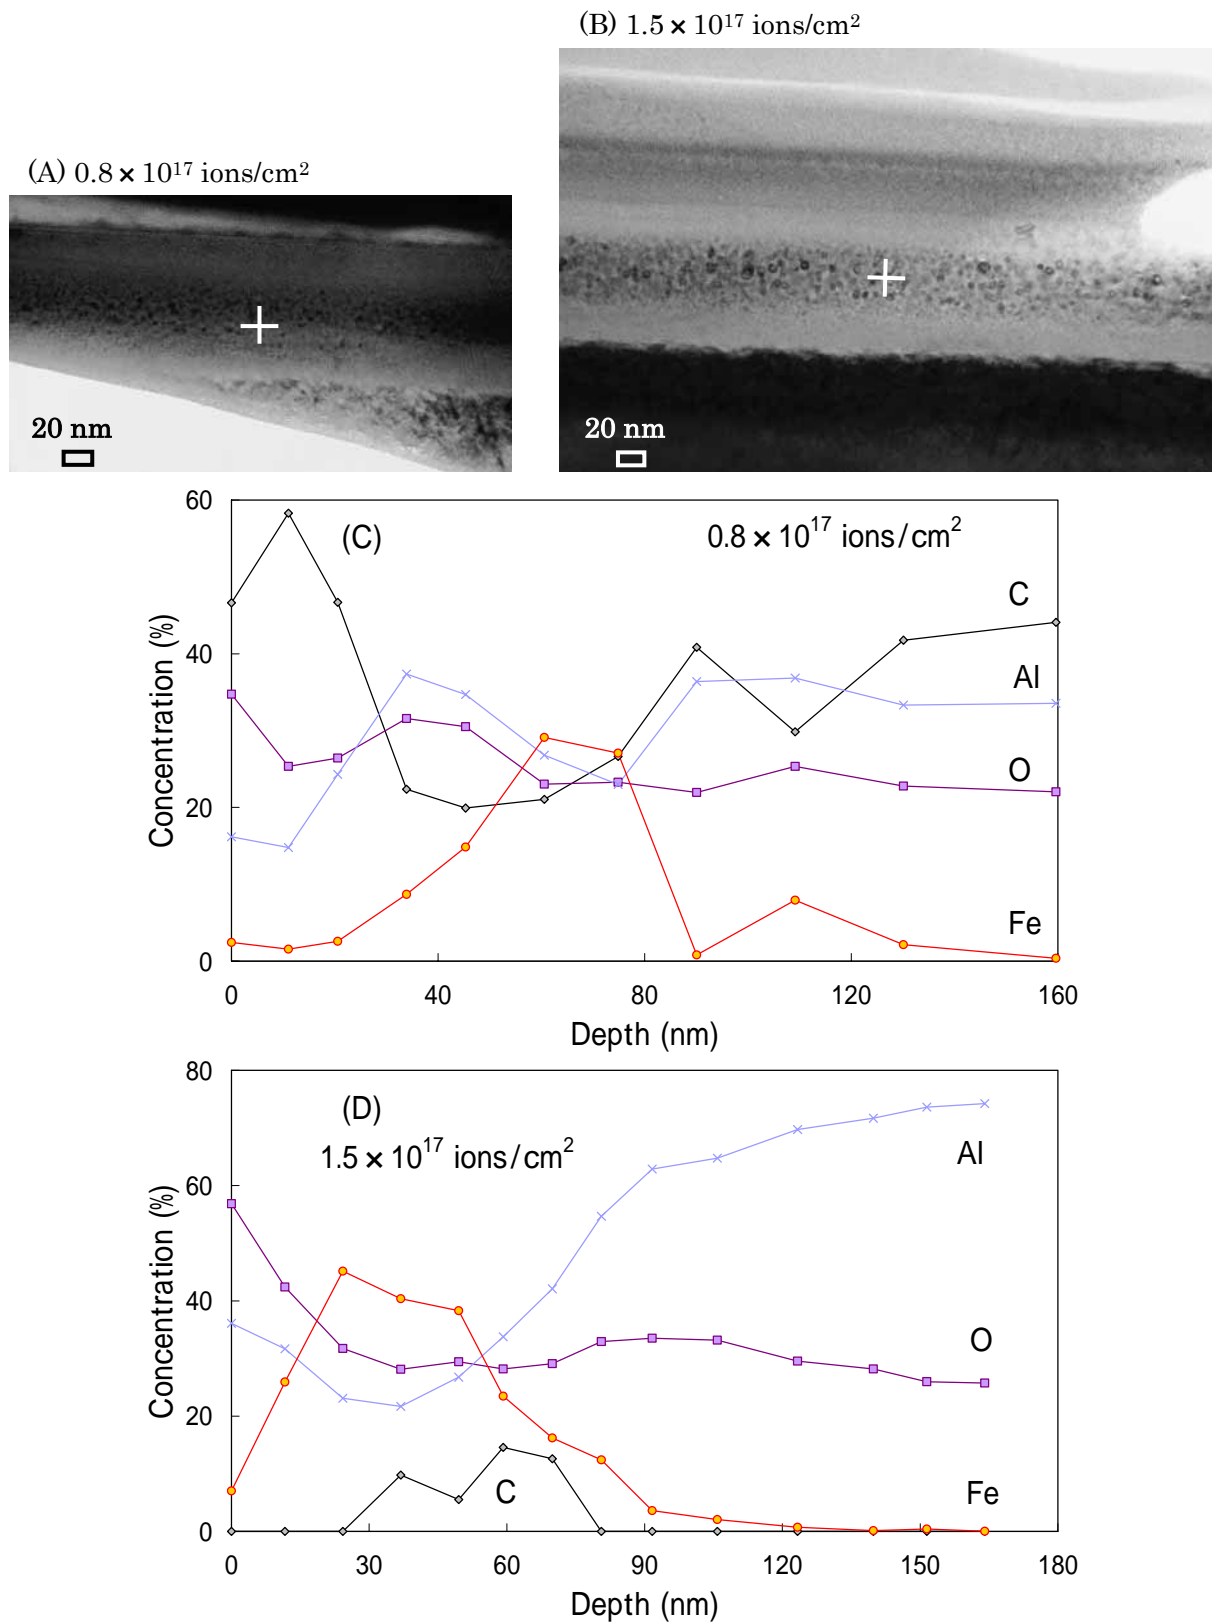 (B) 1.5 × 10¹⁷ ions/cm²
(A) 0.8 × 10¹⁷ ions/cm²
20 nm
20 nm
60
(C)
0.8 × 10¹⁷ ions/cm²
C
40
Al
Concentration (%)
20
O
Fe
0
0 40 80 120 160
Depth (nm)
80
(D)
1.5 × 10¹⁷ ions/cm²
Al
60
Concentration (%)
40
O
20
C
Fe
0
0 30 60 90 120 150 180
Depth (nm)